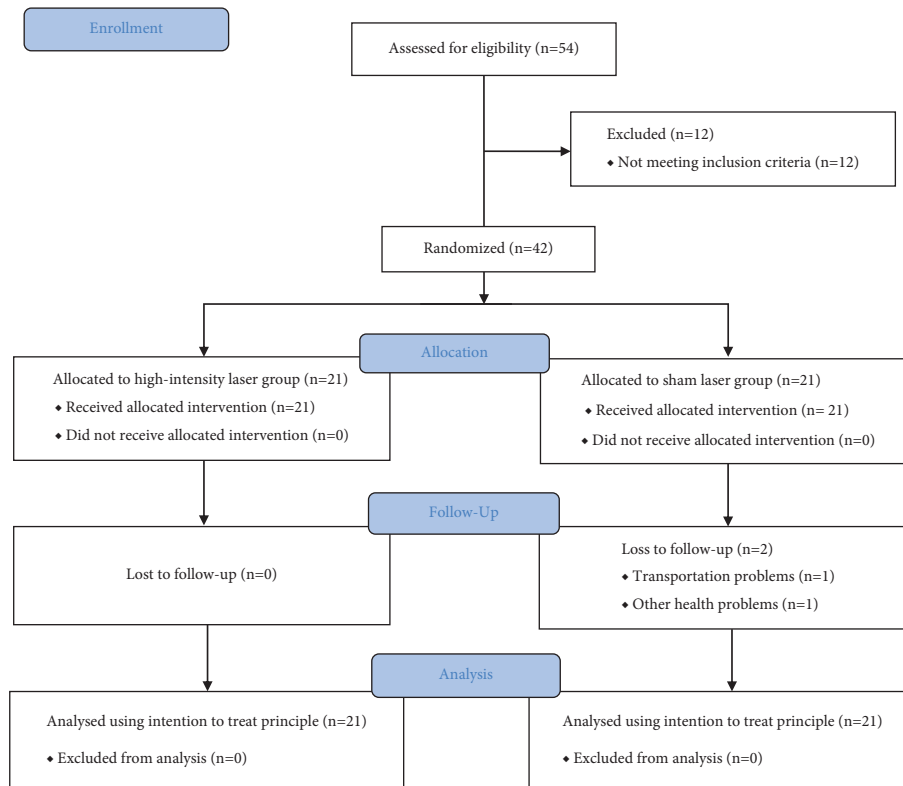 Enrollment
Assessed for eligibility (n=54)
Excluded (n=12)
◆ Not meeting inclusion criteria (n=12)
Randomized (n=42)
Allocation
Allocated to high-intensity laser group (n=21)
◆ Received allocated intervention (n=21)
◆ Did not receive allocated intervention (n=0)
Allocated to sham laser group (n=21)
◆ Received allocated intervention (n= 21)
◆ Did not receive allocated intervention (n=0)
Follow-Up
Lost to follow-up (n=0)
Loss to follow-up (n=2)
◆ Transportation problems (n=1)
◆ Other health problems (n=1)
Analysis
Analysed using intention to treat principle (n=21)
◆ Excluded from analysis (n=0)
Analysed using intention to treat principle (n=21)
◆ Excluded from analysis (n=0)